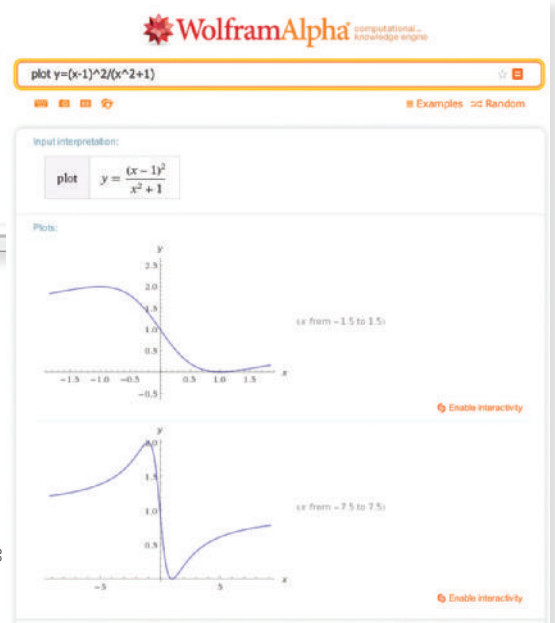 WolframAlpha computational... knowledge engine
plot y=(x-1)^2/(x^2+1)
Examples Random
Input interpretation:
plot y = (x − 1)² / x² + 1
Plots:
y
2.5
2.0
1.5
1.0
0.5
−1.5 −1.0 −0.5 0.5 1.0 1.5 x
−0.5
(x from −1.5 to 1.5)
Enable interactivity
y
2.0
1.5
1.0
0.5
−5 5 x
(x from −7.5 to 7.5)
Enable interactivity